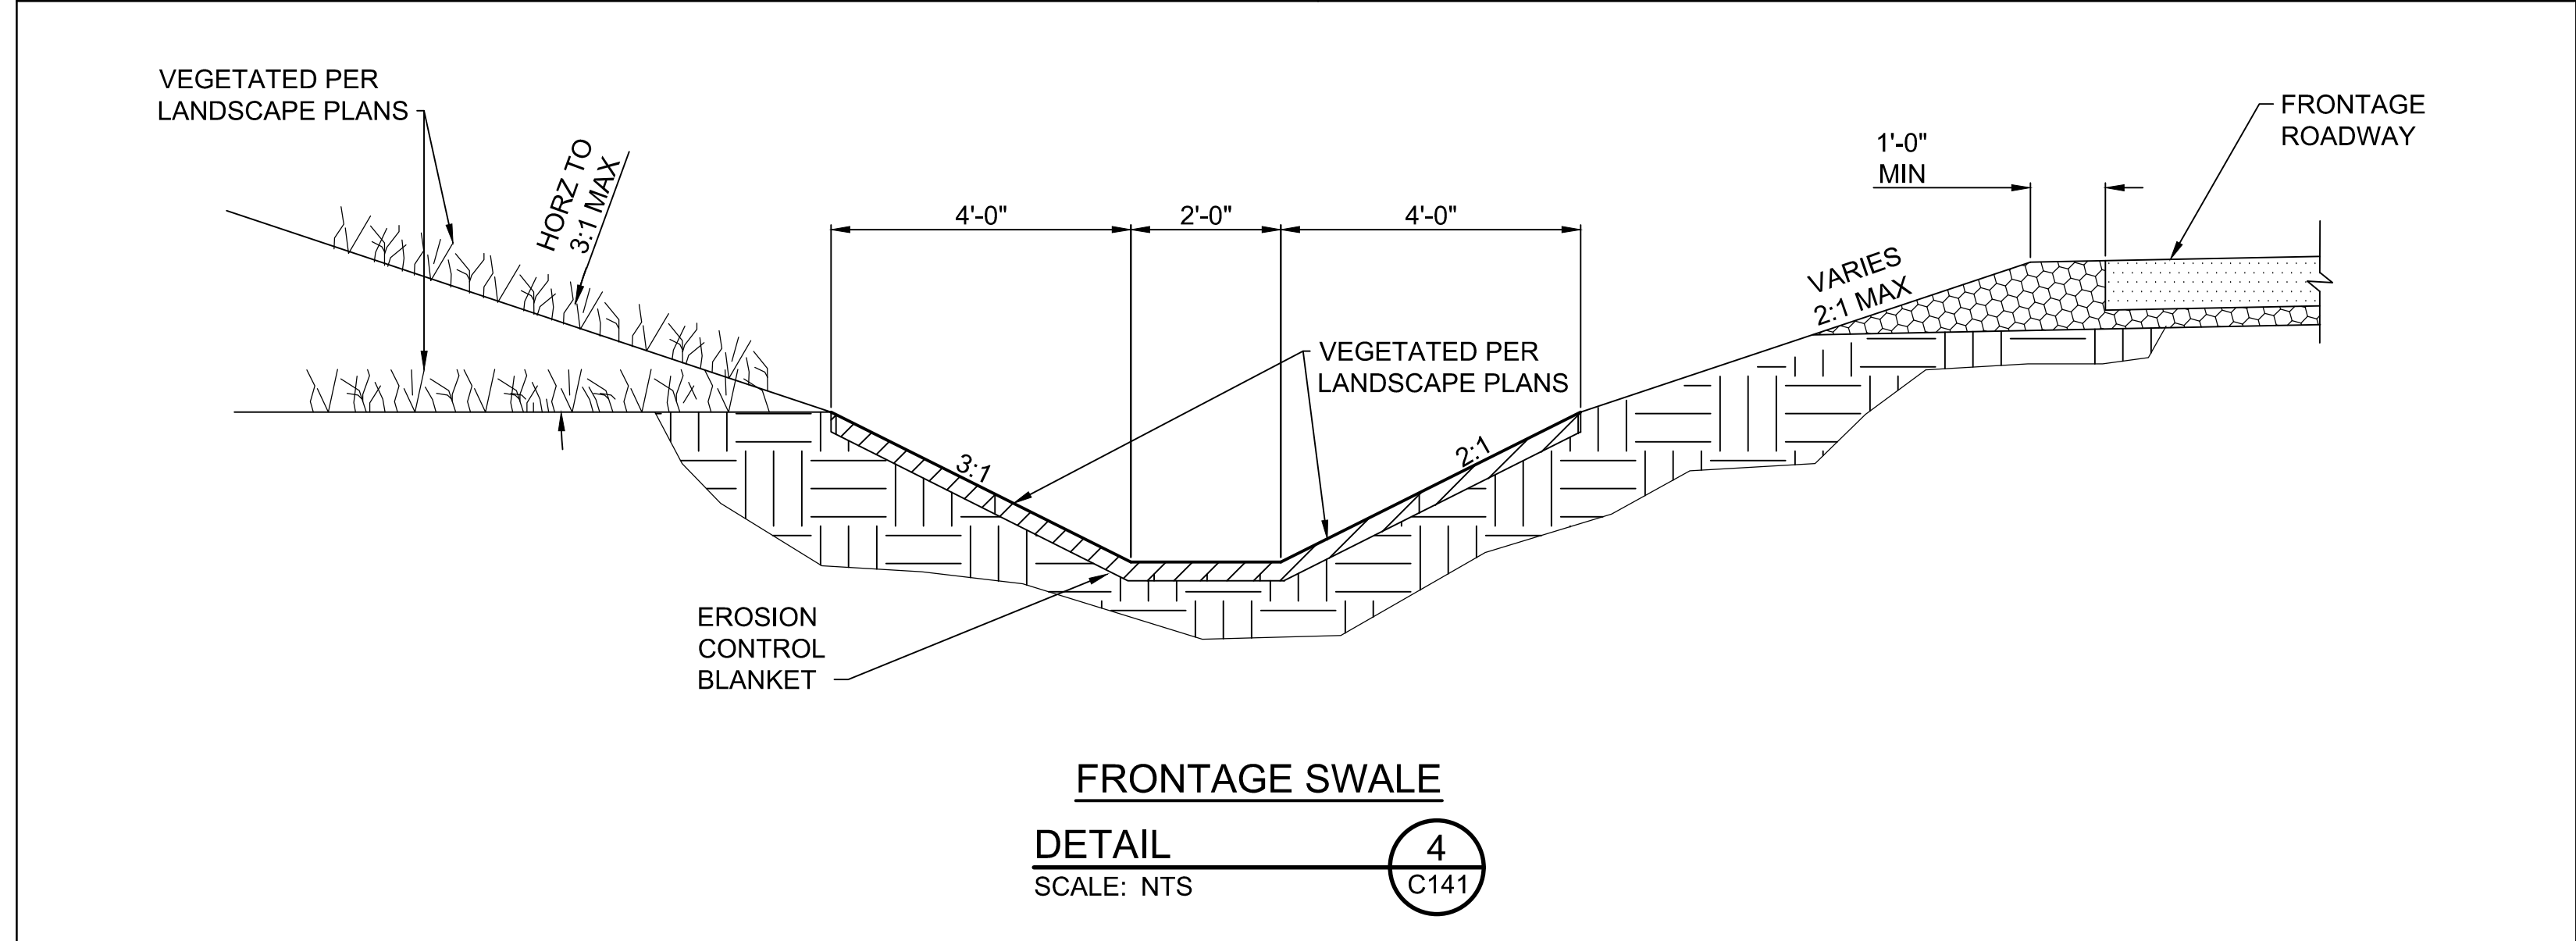 VEGETATED PER
LANDSCAPE PLANS
HORZ TO
3:1 MAX
4'-0"
2'-0"
4'-0"
1'-0"
MIN
FRONTAGE
ROADWAY
VARIES
2:1 MAX
VEGETATED PER
LANDSCAPE PLANS
3:1
2:1
EROSION
CONTROL
BLANKET
FRONTAGE SWALE
DETAIL
SCALE: NTS
4
C141